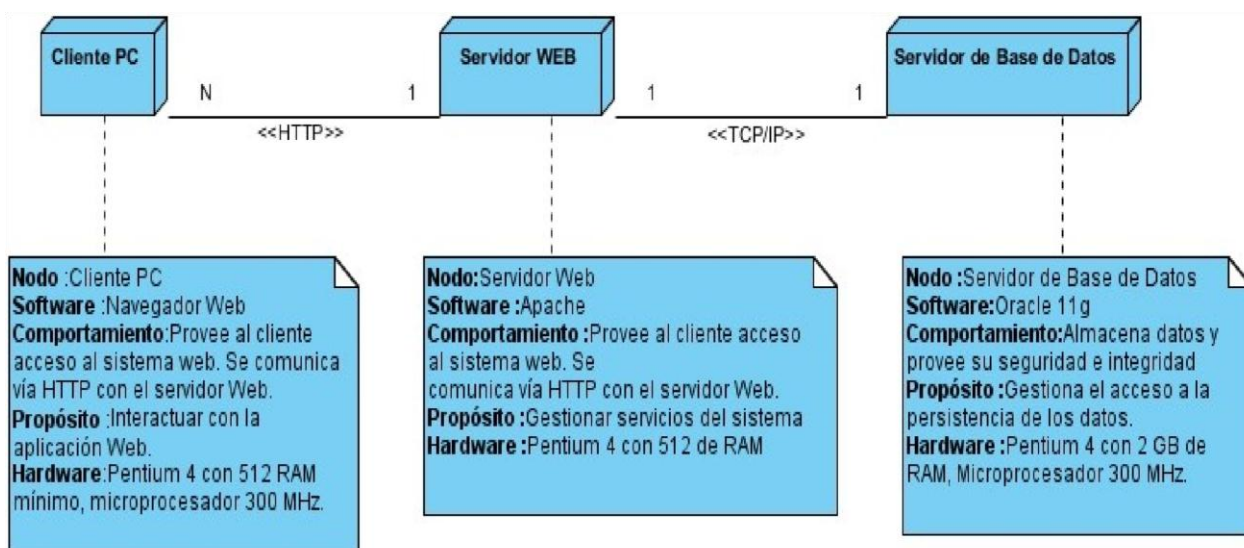 Cliente PC
Servidor WEB
Servidor de Base de Datos
N
1
1
1
<<HTTP>>
<<TCP/IP>>
Nodo :Cliente PC
Software :Navegador Web
Comportamiento:Provee al cliente
acceso al sistema web. Se comunica
vía HTTP con el servidor Web.
Propósito :Interactuar con la
aplicación Web.
Hardware:Pentium 4 con 512 RAM
mínimo, microprocesador 300 MHz.
Nodo:Servidor Web
Software :Apache
Comportamiento :Provee al cliente acceso
al sistema web. Se
comunica vía HTTP con el servidor Web.
Propósito :Gestionar servicios del sistema
Hardware :Pentium 4 con 512 de RAM
Nodo :Servidor de Base de Datos
Software:Oracle 11g
Comportamiento:Almacena datos y
provee su seguridad e integridad
Propósito :Gestiona el acceso a la
persistencia de los datos.
Hardware :Pentium 4 con 2 GB de
RAM, Microprocesador 300 MHz.